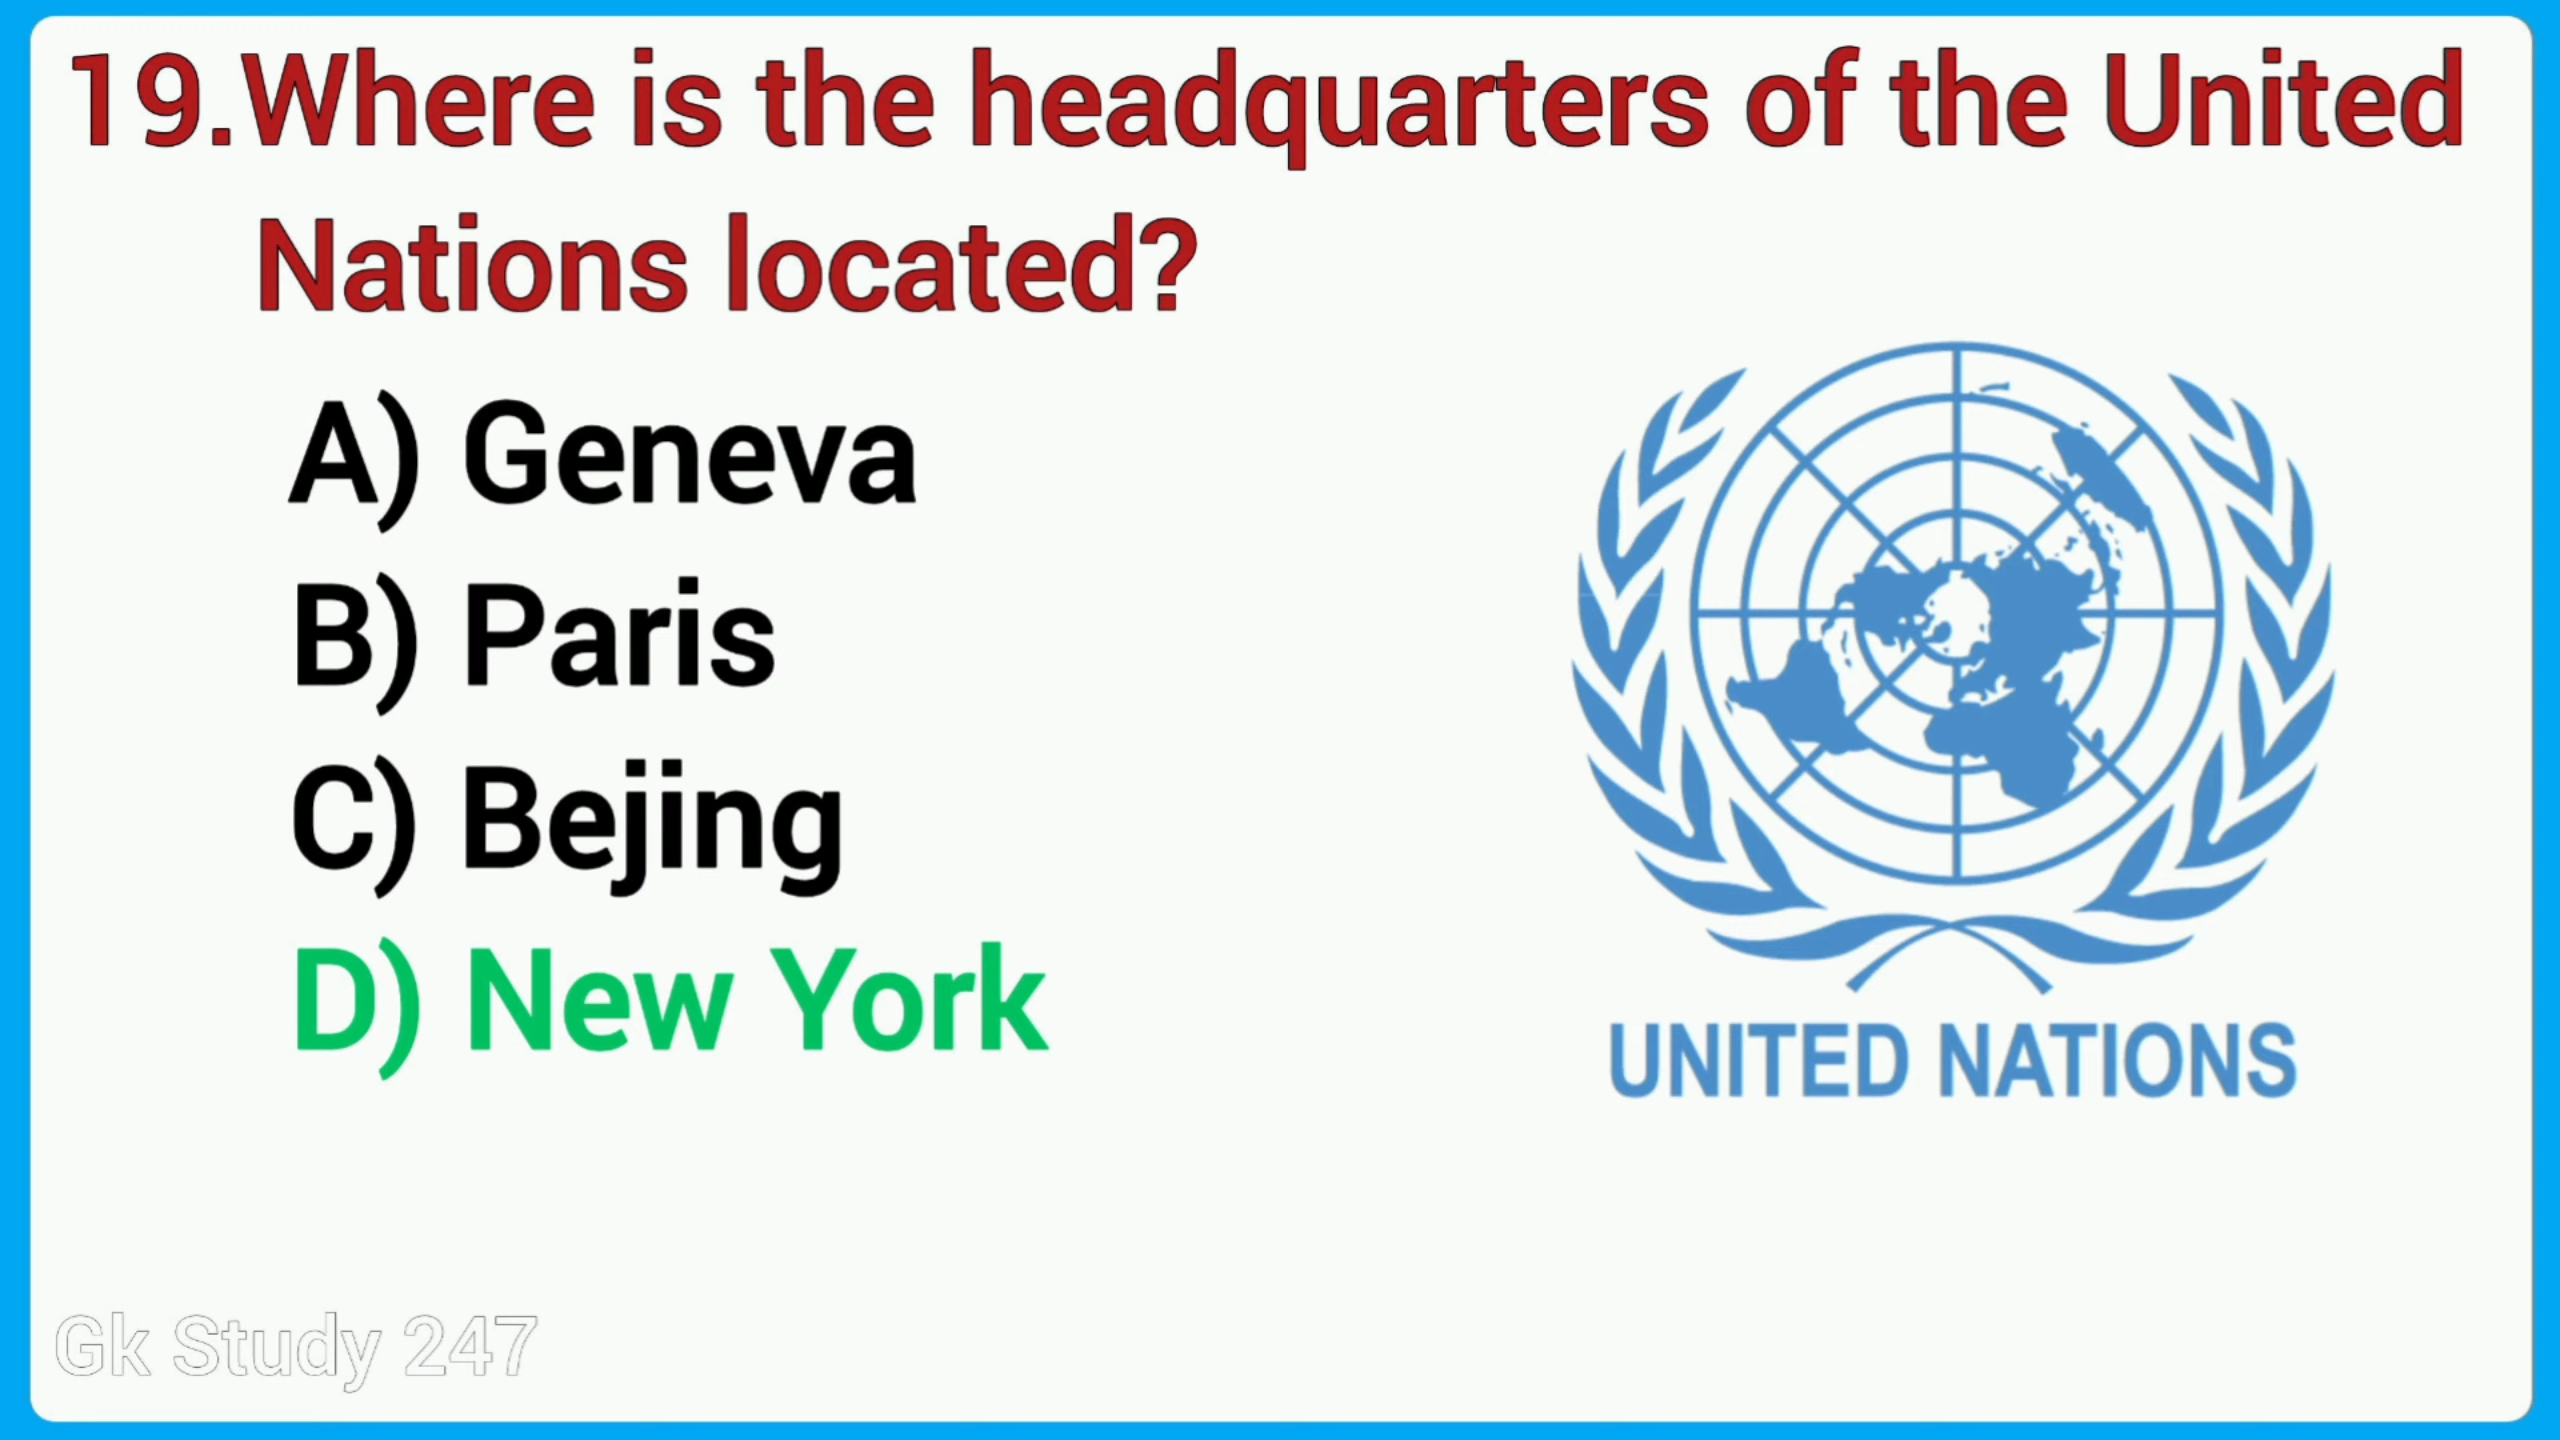 19.Where is the headquarters of the United
Nations located?
A) Geneva
B) Paris
C) Bejing
D) New York
UNITED NATIONS
Gk Study 247